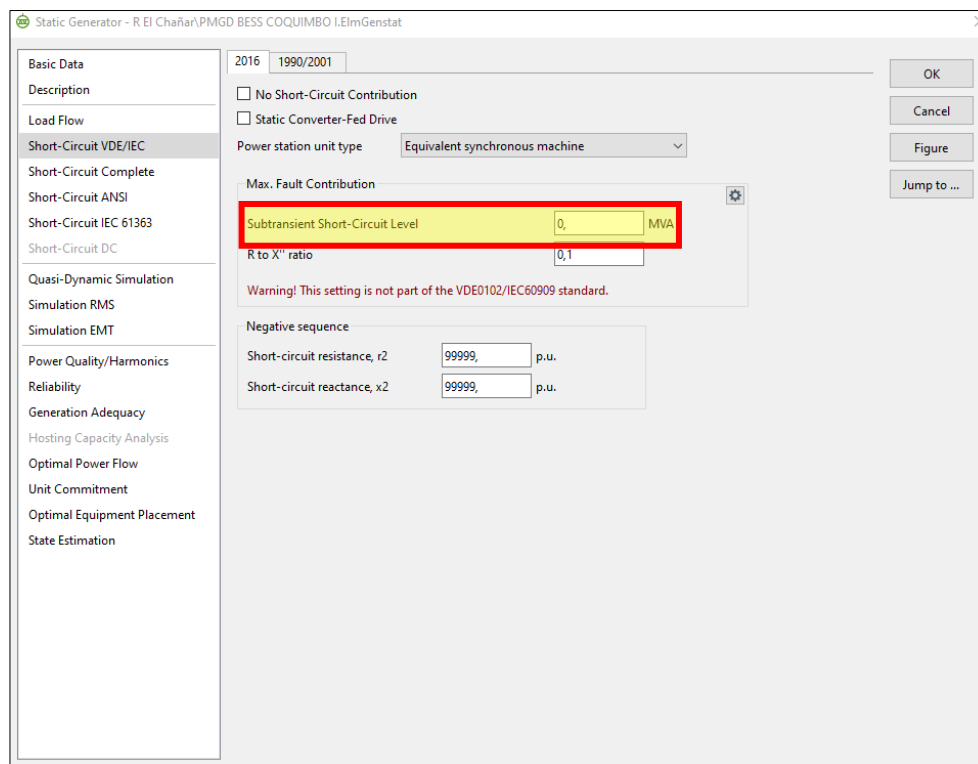 Static Generator - R El Chañar\PMGD BESS COQUIMBO I.ElmGenstat
Basic Data
Description
Load Flow
Short-Circuit VDE/IEC
Short-Circuit Complete
Short-Circuit ANSI
Short-Circuit IEC 61363
Short-Circuit DC
Quasi-Dynamic Simulation
Simulation RMS
Simulation EMT
Power Quality/Harmonics
Reliability
Generation Adequacy
Hosting Capacity Analysis
Optimal Power Flow
Unit Commitment
Optimal Equipment Placement
State Estimation
2016 1990/2001
No Short-Circuit Contribution
Static Converter-Fed Drive
Power station unit type Equivalent synchronous machine
Max. Fault Contribution
Subtransient Short-Circuit Level 0, MVA
R to X'' ratio 0,1
Warning! This setting is not part of the VDE0102/IEC60909 standard.
Negative sequence
Short-circuit resistance, r2 99999, p.u.
Short-circuit reactance, x2 99999, p.u.
OK
Cancel
Figure
Jump to ...